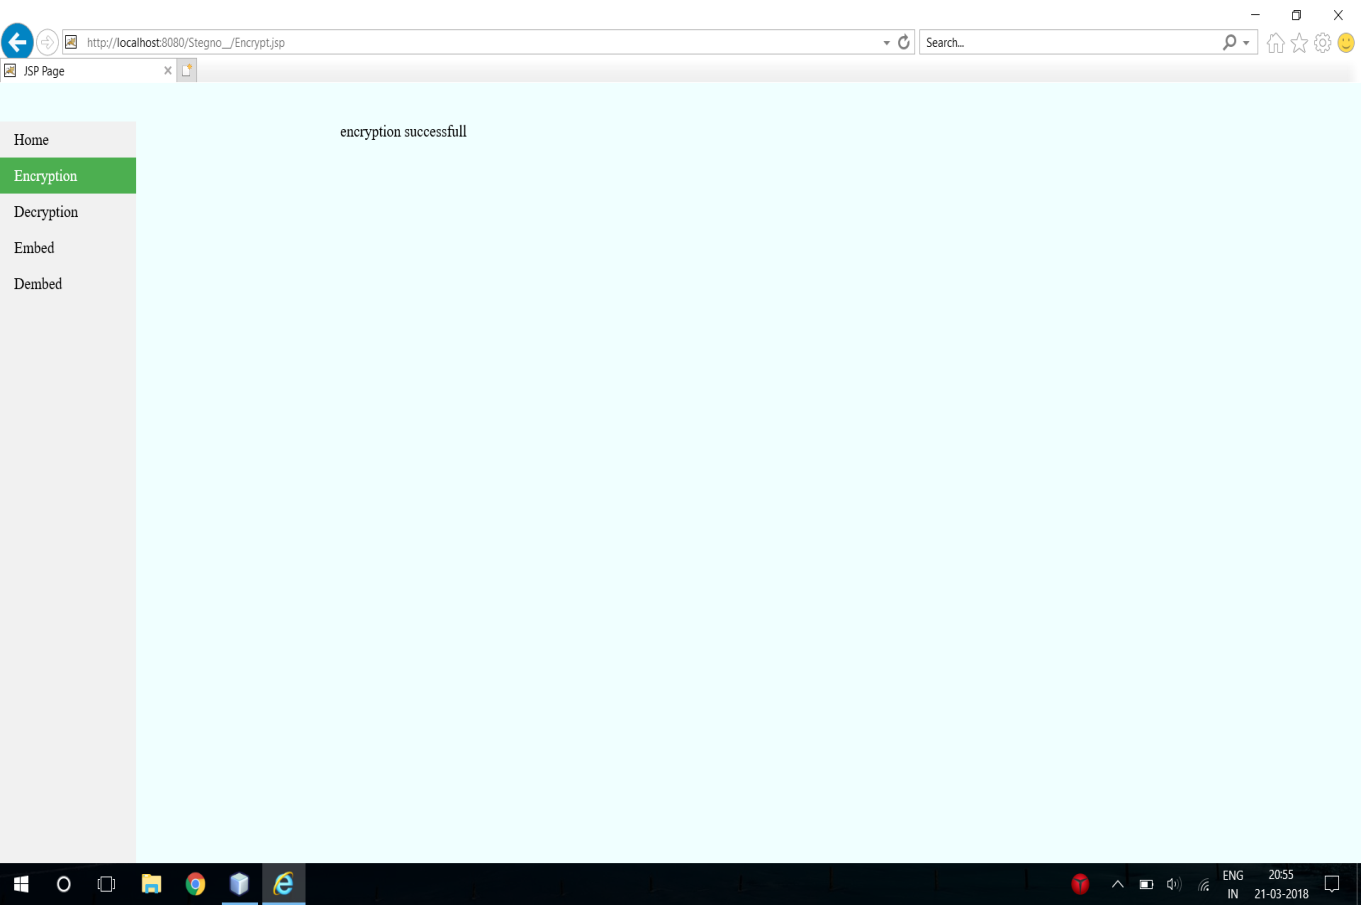 http://localhost:8080/Stegno__/Encrypt.jsp
Search...
JSP Page
encryption successfull
Home
Encryption
Decryption
Embed
Dembed
ENG
IN
20:55
21-03-2018